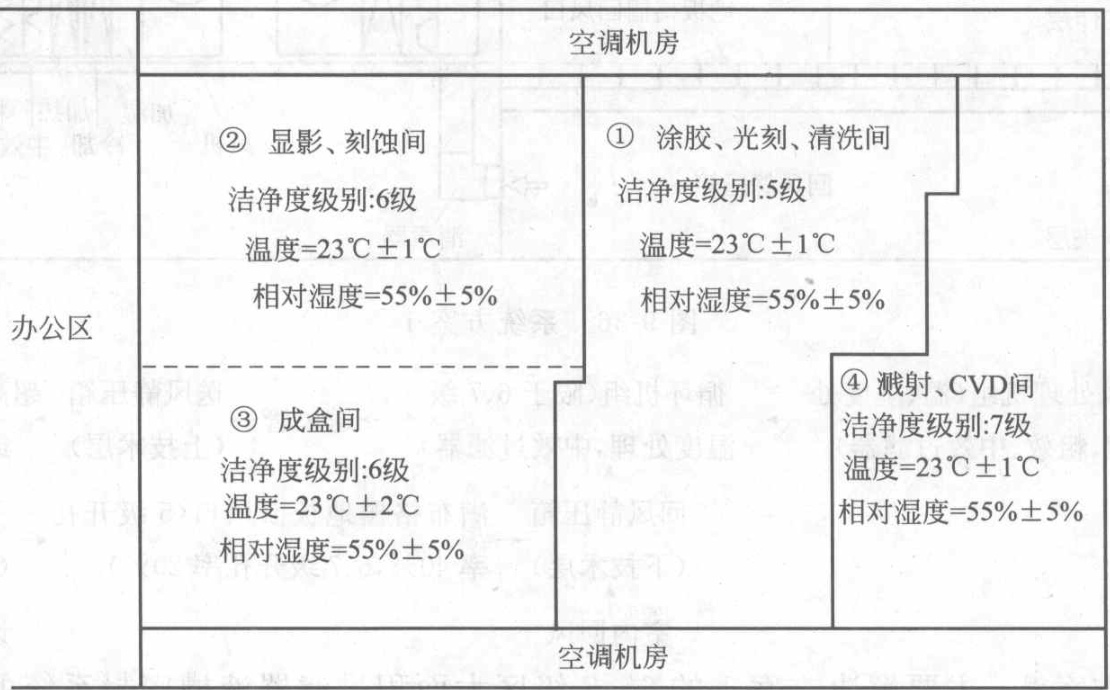 空调机房
② 显影、刻蚀间
洁净度级别:6级
温度=23℃±1℃
相对湿度=55%±5%
① 涂胶、光刻、清洗间
洁净度级别:5级
温度=23℃±1℃
相对湿度=55%±5%
办公区
③ 成盒间
洁净度级别:6级
温度=23℃±2℃
相对湿度=55%±5%
④ 溅射、CVD间
洁净度级别:7级
温度=23℃±1℃
相对湿度=55%±5%
空调机房